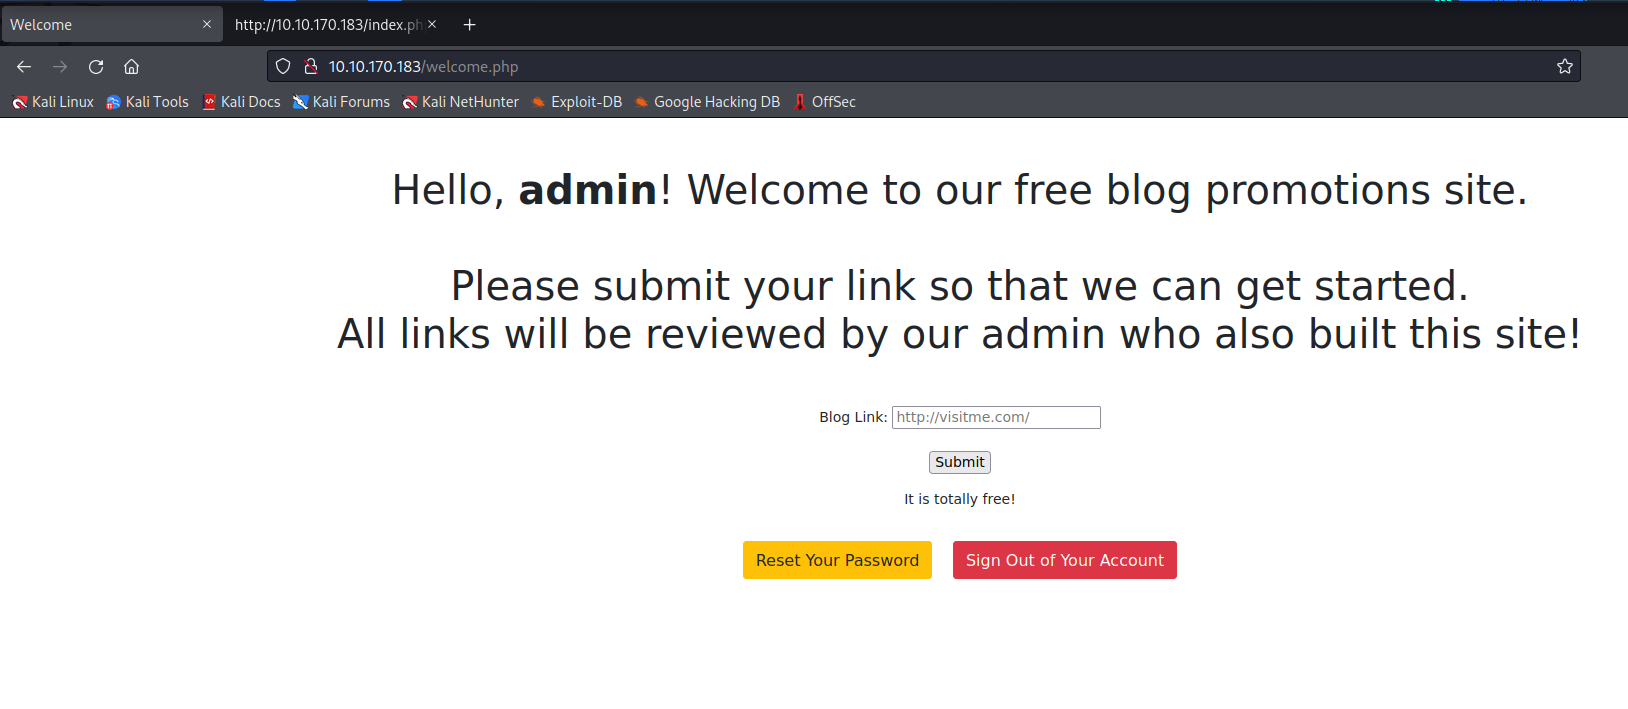 Welcome
http://10.10.170.183/index.ph
10.10.170.183/welcome.php
Kali Linux Kali Tools Kali Docs Kali Forums Kali NetHunter Exploit-DB Google Hacking DB OffSec
Hello, admin! Welcome to our free blog promotions site.
Please submit your link so that we can get started.
All links will be reviewed by our admin who also built this site!
Blog Link: http://visitme.com/
Submit
It is totally free!
Reset Your Password Sign Out of Your Account